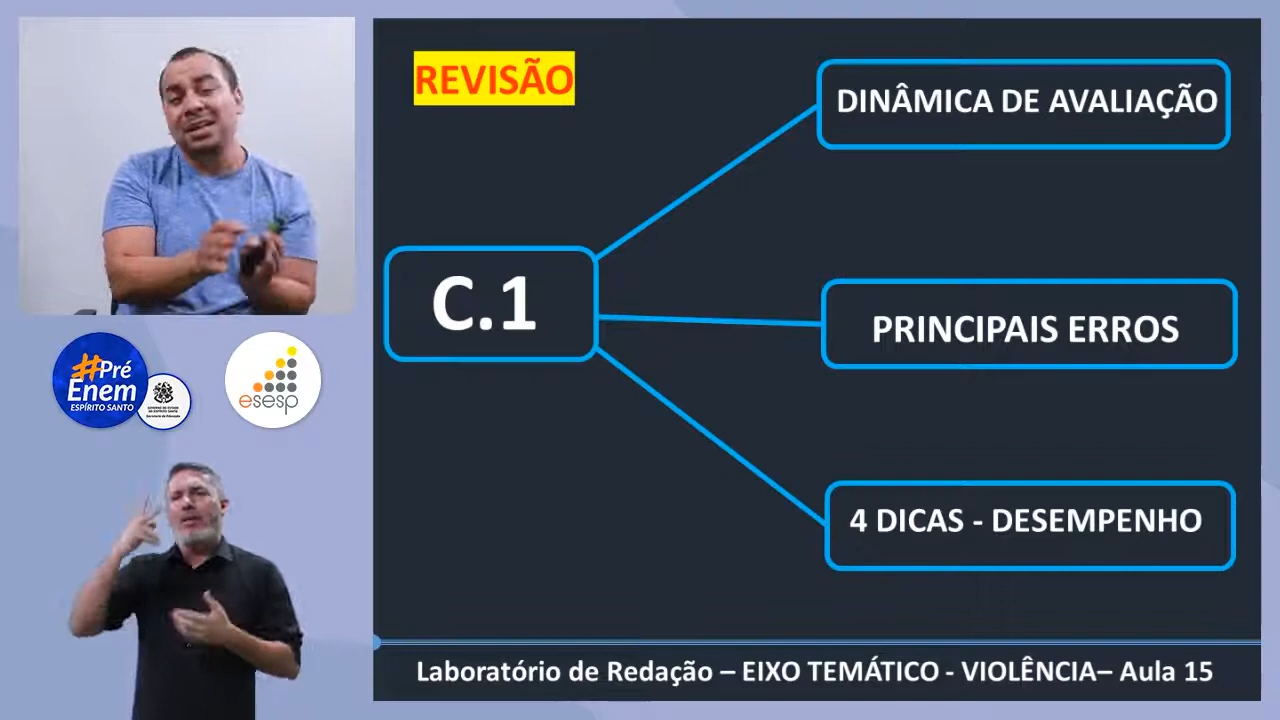 REVISÃO
DINÂMICA DE AVALIAÇÃO
C.1
PRINCIPAIS ERROS
4 DICAS - DESEMPENHO
#Pré
Enem
ESPÍRITO SANTO
esesp
Laboratório de Redação – EIXO TEMÁTICO - VIOLÊNCIA– Aula 15